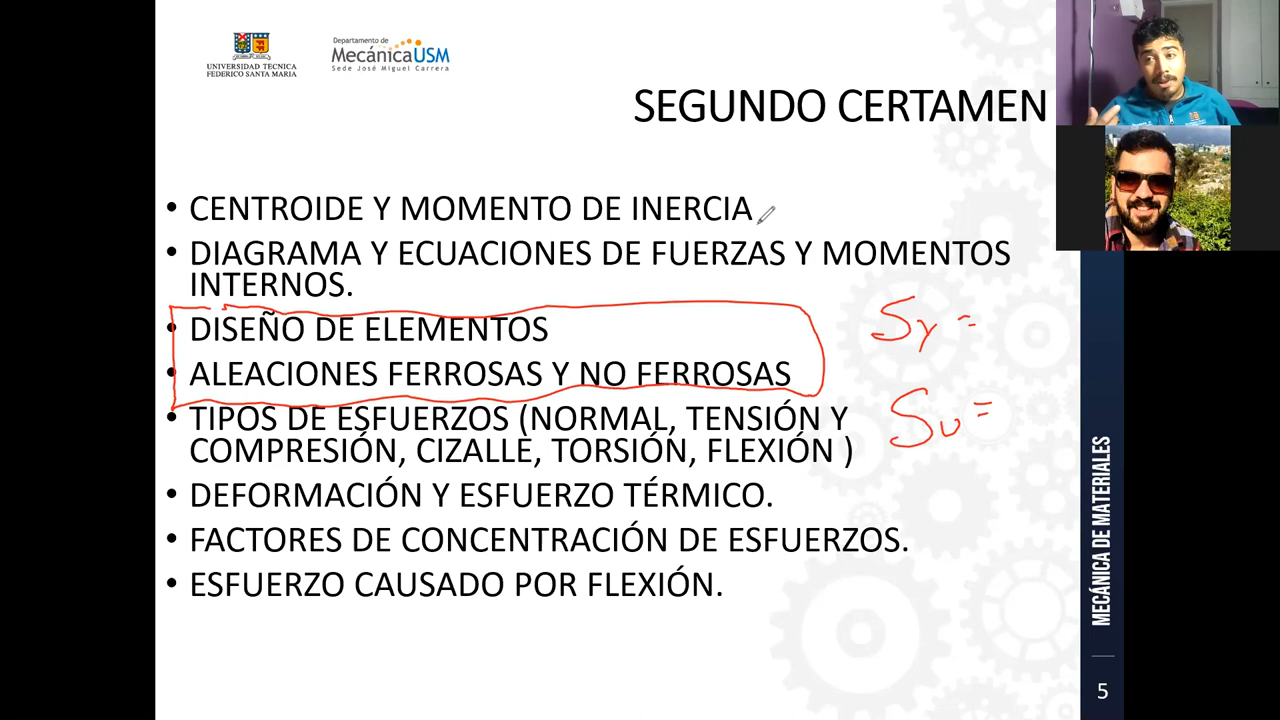 UNIVERSIDAD TECNICA
FEDERICO SANTA MARIA
Departamento de
MecánicaUSM
Sede José Miguel Carrera
SEGUNDO CERTAMEN
• CENTROIDE Y MOMENTO DE INERCIA
• DIAGRAMA Y ECUACIONES DE FUERZAS Y MOMENTOS
INTERNOS.
• DISEÑO DE ELEMENTOS
• ALEACIONES FERROSAS Y NO FERROSAS
• TIPOS DE ESFUERZOS (NORMAL, TENSIÓN Y
COMPRESIÓN, CIZALLE, TORSIÓN, FLEXIÓN )
• DEFORMACIÓN Y ESFUERZO TÉRMICO.
• FACTORES DE CONCENTRACIÓN DE ESFUERZOS.
• ESFUERZO CAUSADO POR FLEXIÓN.
Sy =
Su =
MECÁNICA DE MATERIALES
5